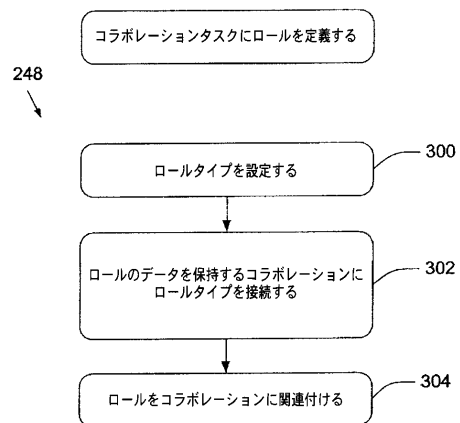 コラボレーションタスクにロールを定義する
248
ロールタイプを設定する
300
ロールのデータを保持するコラボレーションに
ロールタイプを接続する
302
ロールをコラボレーションに関連付ける
304